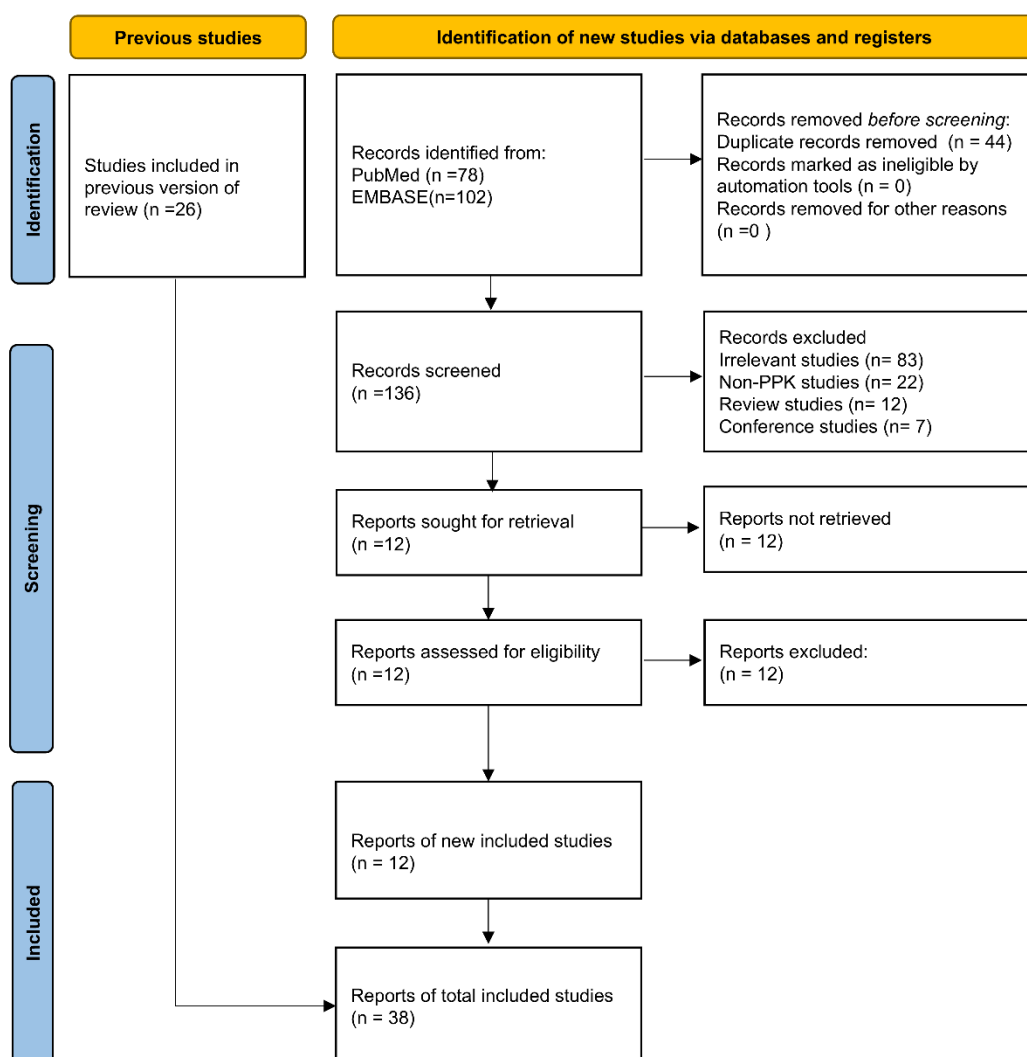 Previous studies
Identification of new studies via databases and registers
Identification
Studies included in
previous version of
review (n =26)
Records identified from:
PubMed (n =78)
EMBASE(n=102)
Records removed before screening:
Duplicate records removed  (n = 44)
Records marked as ineligible by
automation tools (n = 0)
Records removed for other reasons
(n =0 )
Screening
Records screened
(n =136)
Records excluded
Irrelevant studies (n= 83)
Non-PPK studies (n= 22)
Review studies (n= 12)
Conference studies (n= 7)
Reports sought for retrieval
(n =12)
Reports not retrieved
(n = 12)
Reports assessed for eligibility
(n =12)
Reports excluded:
(n = 12)
Included
Reports of new included studies
(n = 12)
Reports of total included studies
(n = 38)